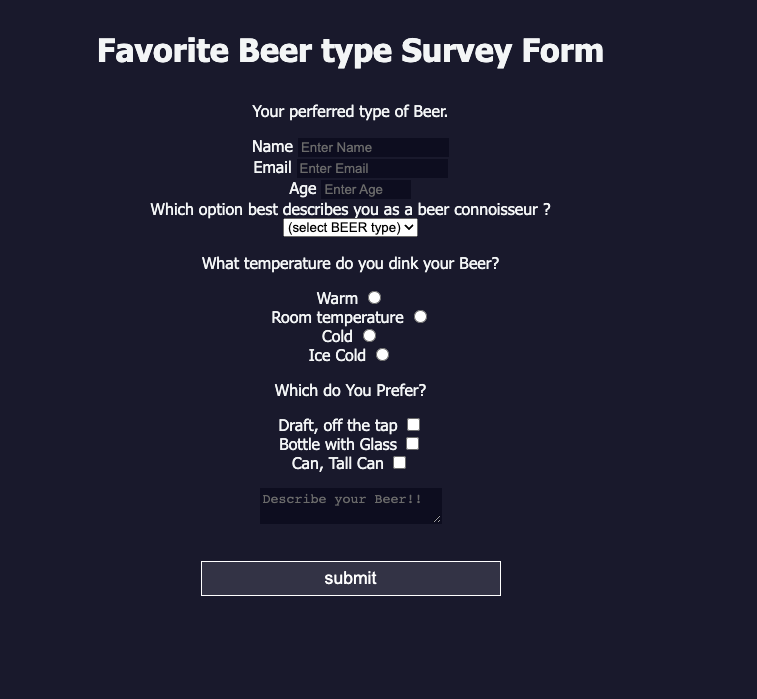 Favorite Beer type Survey Form
Your perferred type of Beer.
Name Enter Name
Email Enter Email
Age Enter Age
Which option best describes you as a beer connoisseur ?
(select BEER type)
What temperature do you dink your Beer?
Warm
Room temperature
Cold
Ice Cold
Which do You Prefer?
Draft, off the tap
Bottle with Glass
Can, Tall Can
Describe your Beer!!
submit